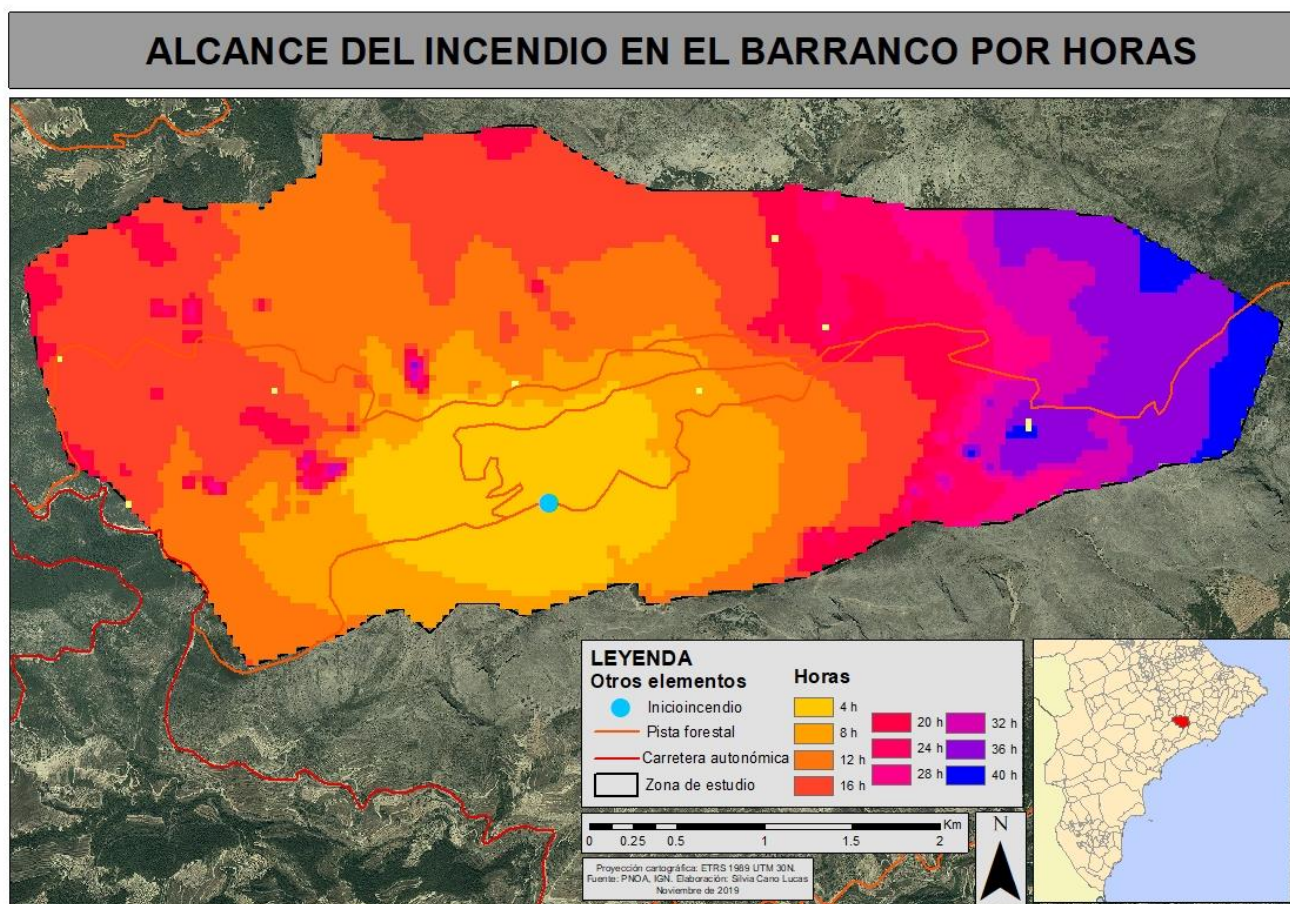 ALCANCE DEL INCENDIO EN EL BARRANCO POR HORAS
LEYENDA
Otros elementos
Inicioincendio
Pista forestal
Carretera autonómica
Zona de estudio
Horas
4 h
8 h
12 h
16 h
20 h
24 h
28 h
32 h
36 h
40 h
Km
0 0.25 0.5 1 1.5 2
Proyección cartográfica: ETRS 1989 UTM 30N.
Fuente: PNOA, IGN. Elaboración: Silvia Cano Lucas
Noviembre de 2019
N